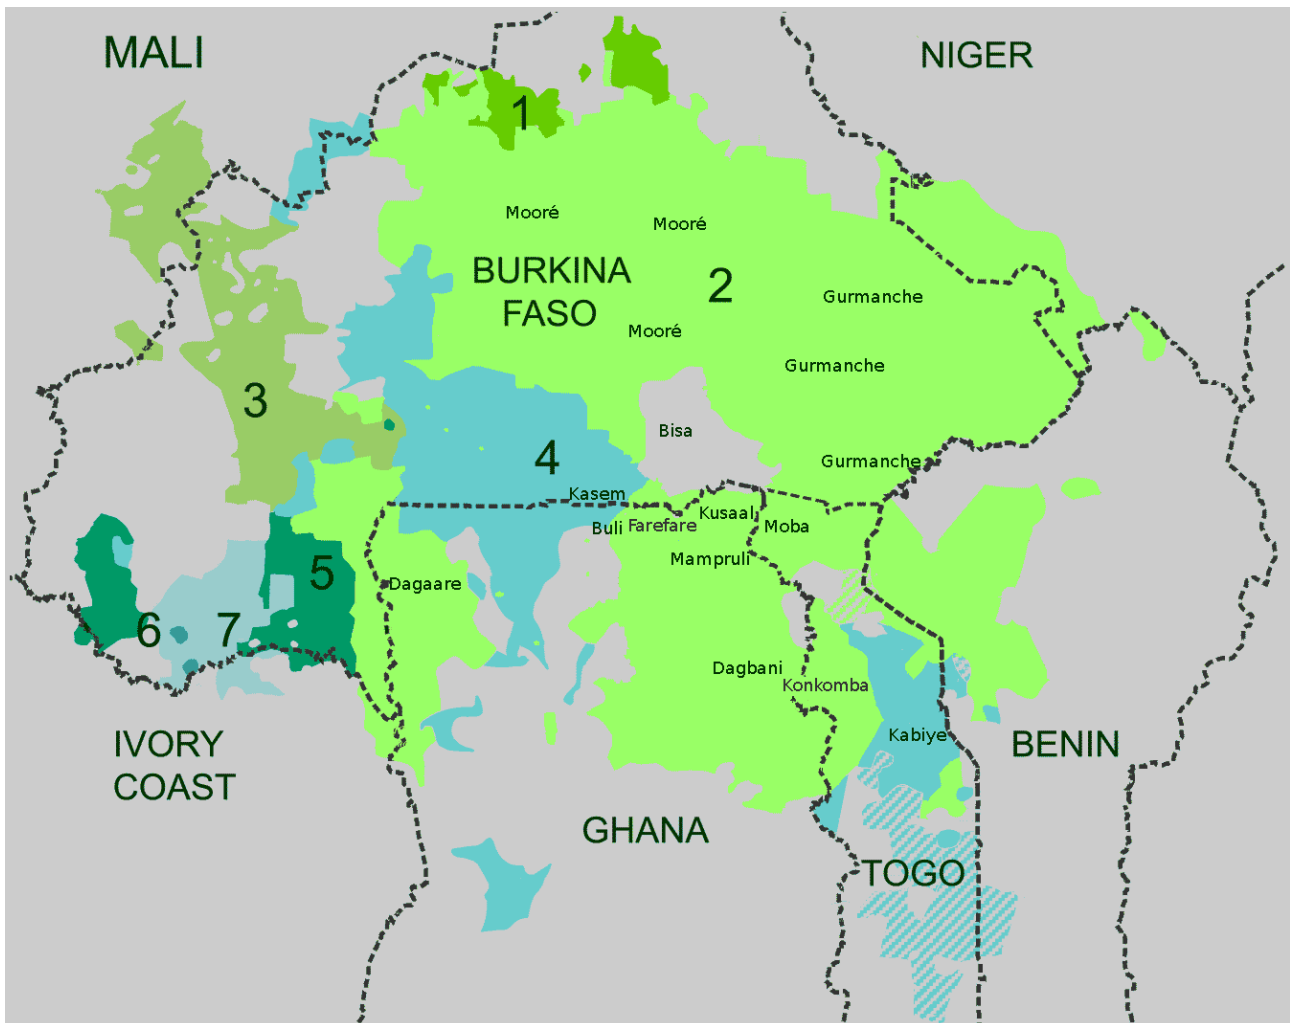 MALI
NIGER
1
Mooré
Mooré
BURKINA
FASO
2
Gurmanche
Mooré
Gurmanche
3
Bisa
4
Gurmanche
Kasem
Buli
Farefare
Kusaal
Moba
Mampruli
5
Dagaare
6
7
Dagbani
Konkomba
Kabiye
IVORY
COAST
BENIN
GHANA
TOGO